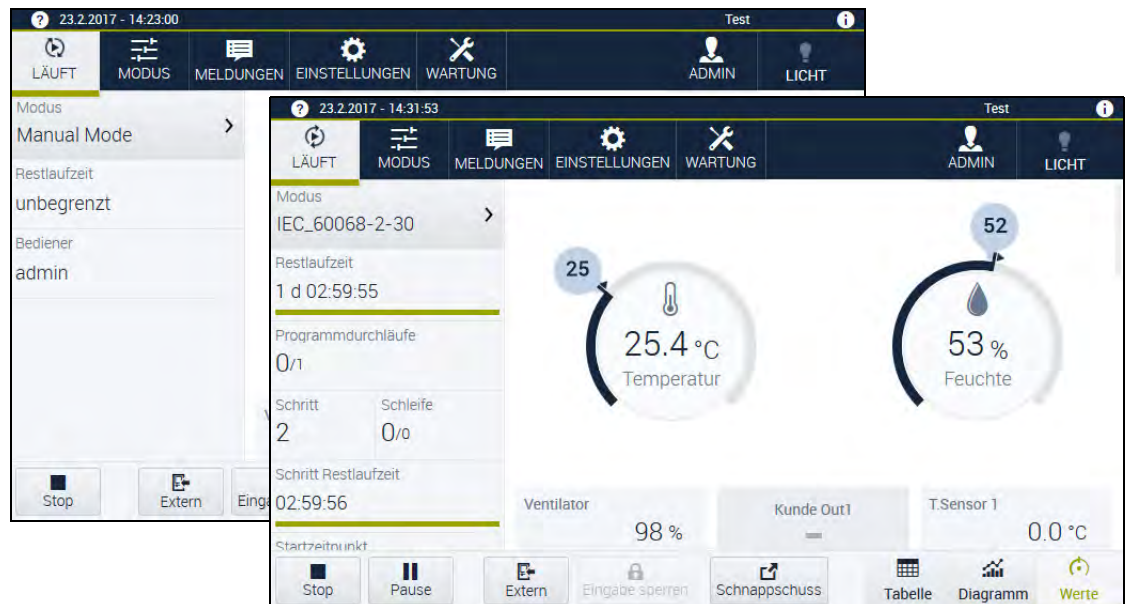 23.2.2017 - 14:23:00 Test
LÄUFT MODUS MELDUNGEN EINSTELLUNGEN WARTUNG ADMIN LICHT
Modus
Manual Mode
Restlaufzeit
unbegrenzt
Bediener
admin
Stop Extern
23.2.2017 - 14:31:53 Test
LÄUFT MODUS MELDUNGEN EINSTELLUNGEN WARTUNG ADMIN LICHT
Modus
IEC_60068-2-30
Restlaufzeit
1 d 02:59:55
Programmdurchläufe
0/1
Schritt Schleife
2 0/0
Schritt Restlaufzeit
02:59:56
Startzeitpunkt
25
25.4 °C
Temperatur
52
53 %
Feuchte
Ventilator
98 %
Kunde Out1
T.Sensor 1
0.0 °C
Stop Pause Extern Eingabe sperren Schnappschuss Tabelle Diagramm Werte